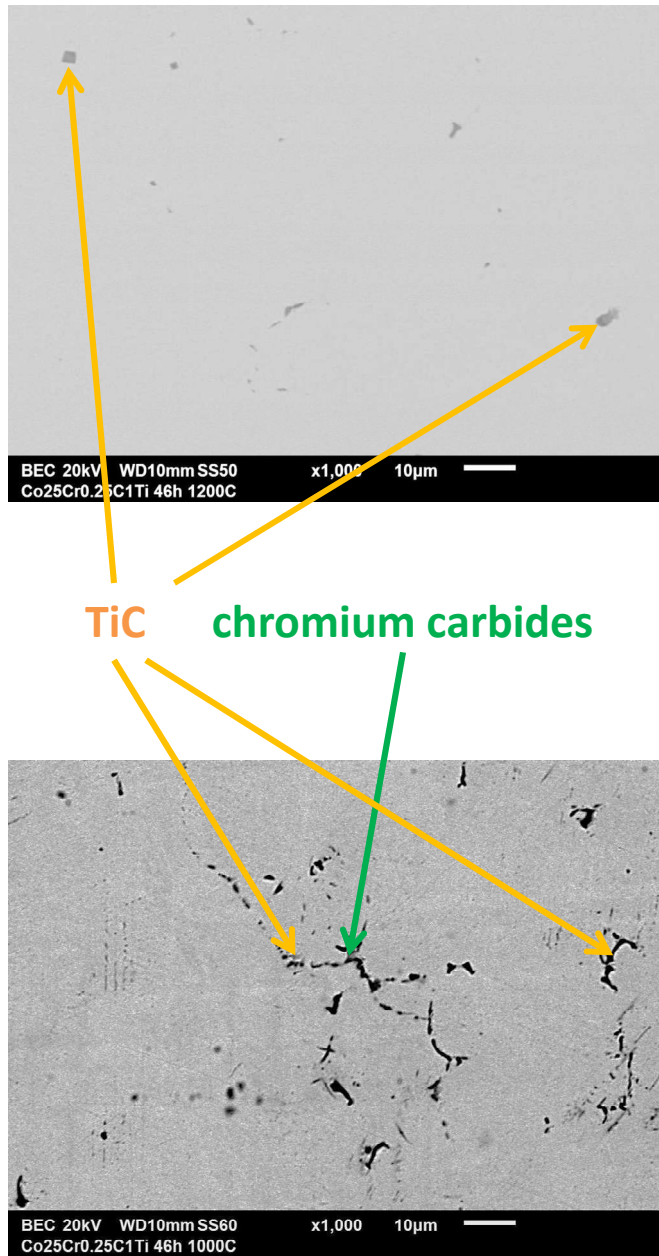 BEC 20kV WD10mm SS50 x1,000 10µm
Co25Cr0.25C1Ti 46h 1200C
TiC chromium carbides
BEC 20kV WD10mm SS60 x1,000 10µm
Co25Cr0.25C1Ti 46h 1000C